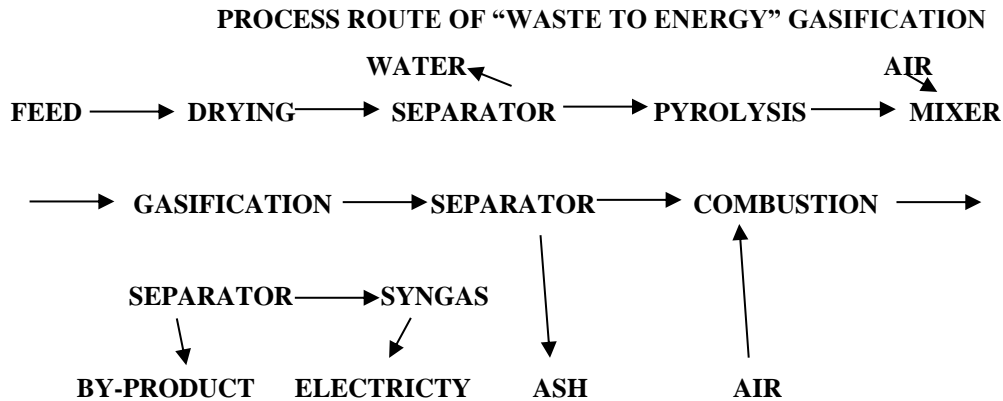 PROCESS ROUTE OF “WASTE TO ENERGY” GASIFICATION
WATER AIR
FEED DRYING SEPARATOR PYROLYSIS MIXER
GASIFICATION SEPARATOR COMBUSTION
SEPARATOR SYNGAS
BY-PRODUCT ELECTRICTY ASH AIR